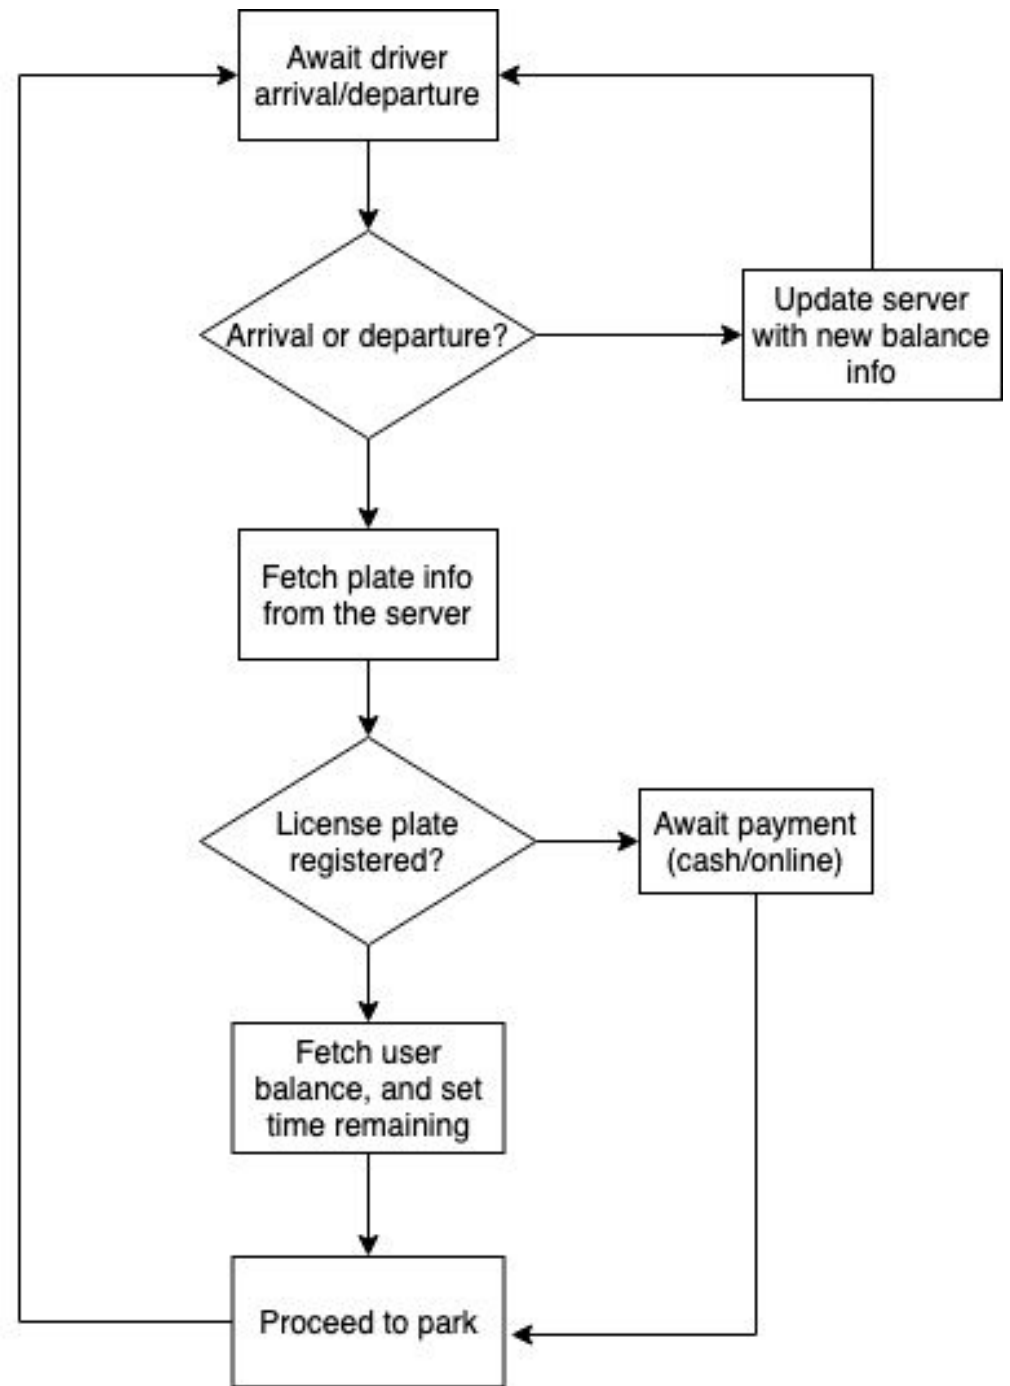 Await driver
arrival/departure
Arrival or departure?
Update server
with new balance
info
Fetch plate info
from the server
License plate
registered?
Await payment
(cash/online)
Fetch user
balance, and set
time remaining
Proceed to park